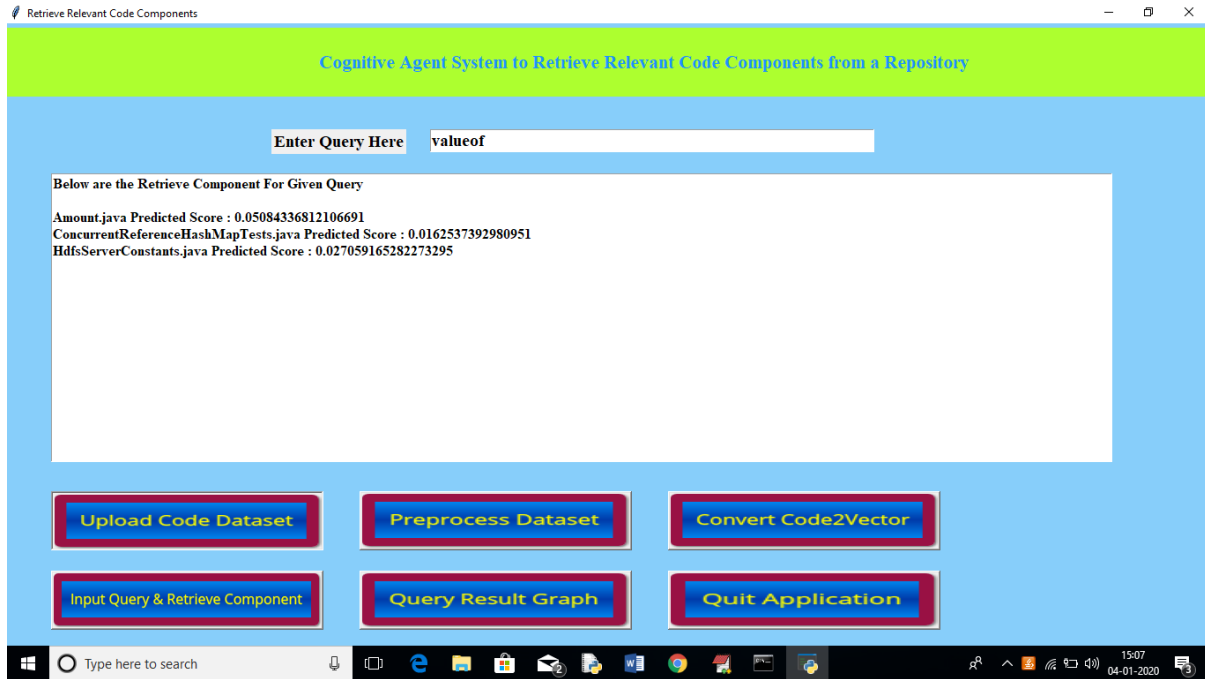 Retrieve Relevant Code Components
Cognitive Agent System to Retrieve Relevant Code Components from a Repository
Enter Query Here valueof
Below are the Retrieve Component For Given Query
Amount.java Predicted Score : 0.05084336812106691
ConcurrentReferenceHashMapTests.java Predicted Score : 0.0162537392980951
HdfsServerConstants.java Predicted Score : 0.027059165282273295
Upload Code Dataset Preprocess Dataset Convert Code2Vector
Input Query & Retrieve Component Query Result Graph Quit Application
Type here to search
15:07
04-01-2020